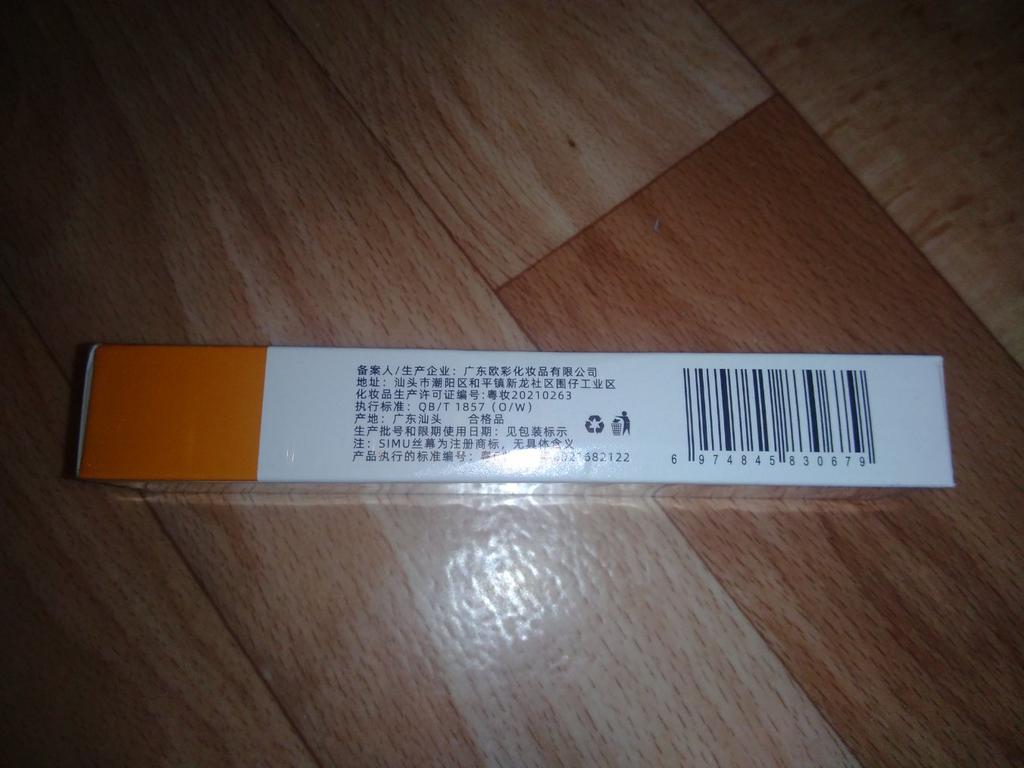 备案人/生产企业：广东欧彩化妆品有限公司
地址：汕头市潮阳区和平镇新龙社区围仔工业区
化妆品生产许可证编号:粤妆20210263
执行标准：QB/T 1857（O/W）
产地：广东汕头 合格品
生产批号和限期使用日期：见包装标示
注：SIMU丝幕为注册商标，无具体含义
产品执行的标准编号：粤 2021682122
6 974845 830679